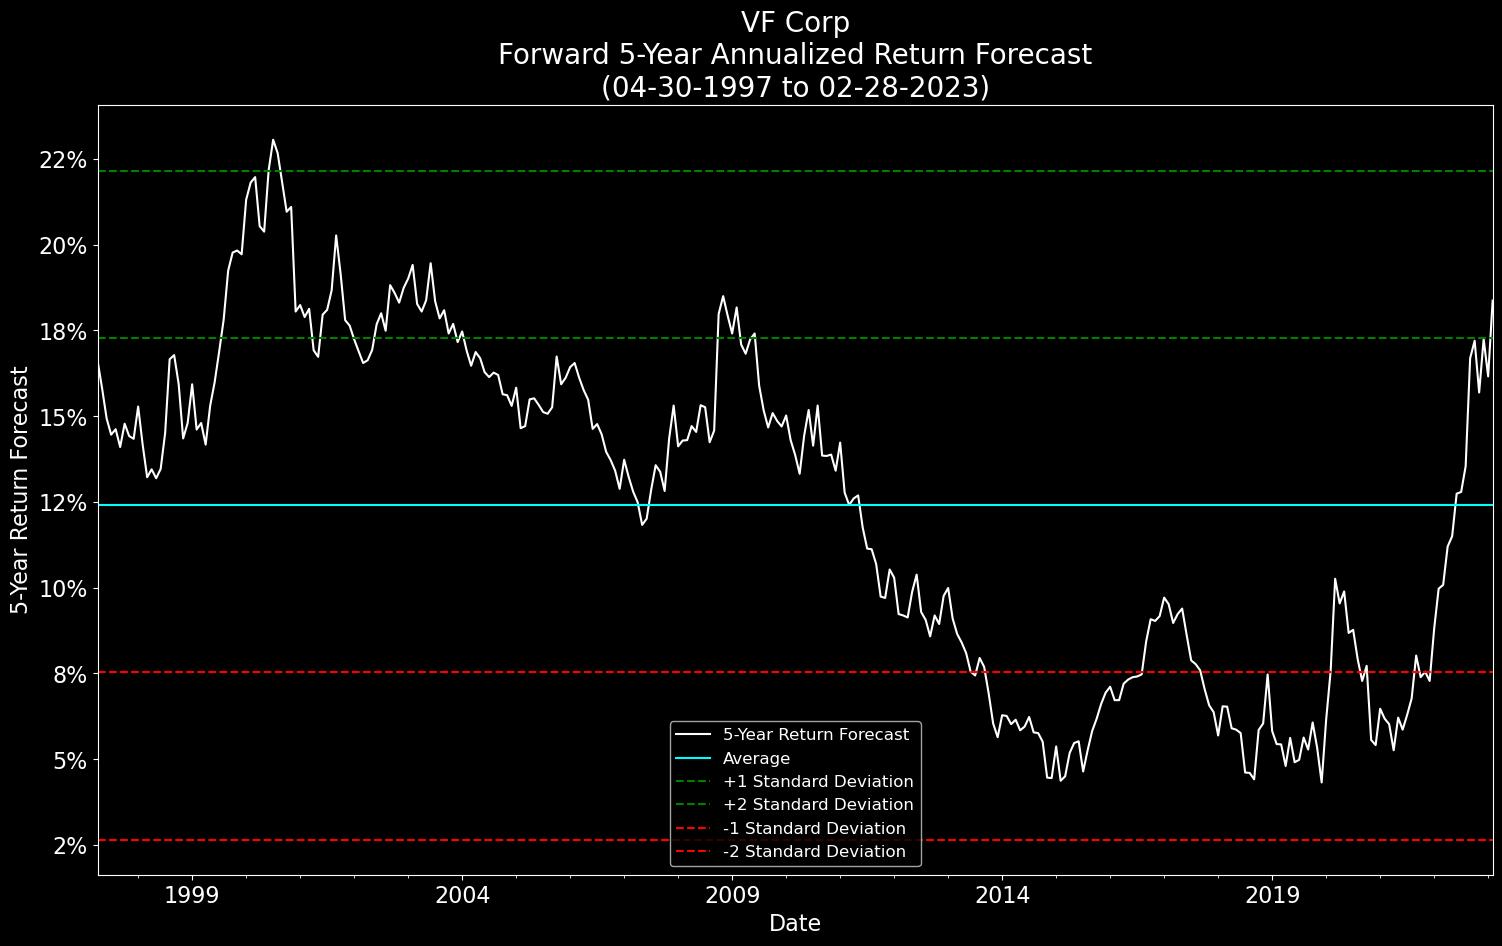 VF Corp
Forward 5-Year Annualized Return Forecast
(04-30-1997 to 02-28-2023)
5-Year Return Forecast
22%
20%
18%
15%
12%
10%
8%
5%
2%
5-Year Return Forecast
Average
+1 Standard Deviation
+2 Standard Deviation
-1 Standard Deviation
-2 Standard Deviation
1999 2004 2009 2014 2019
Date